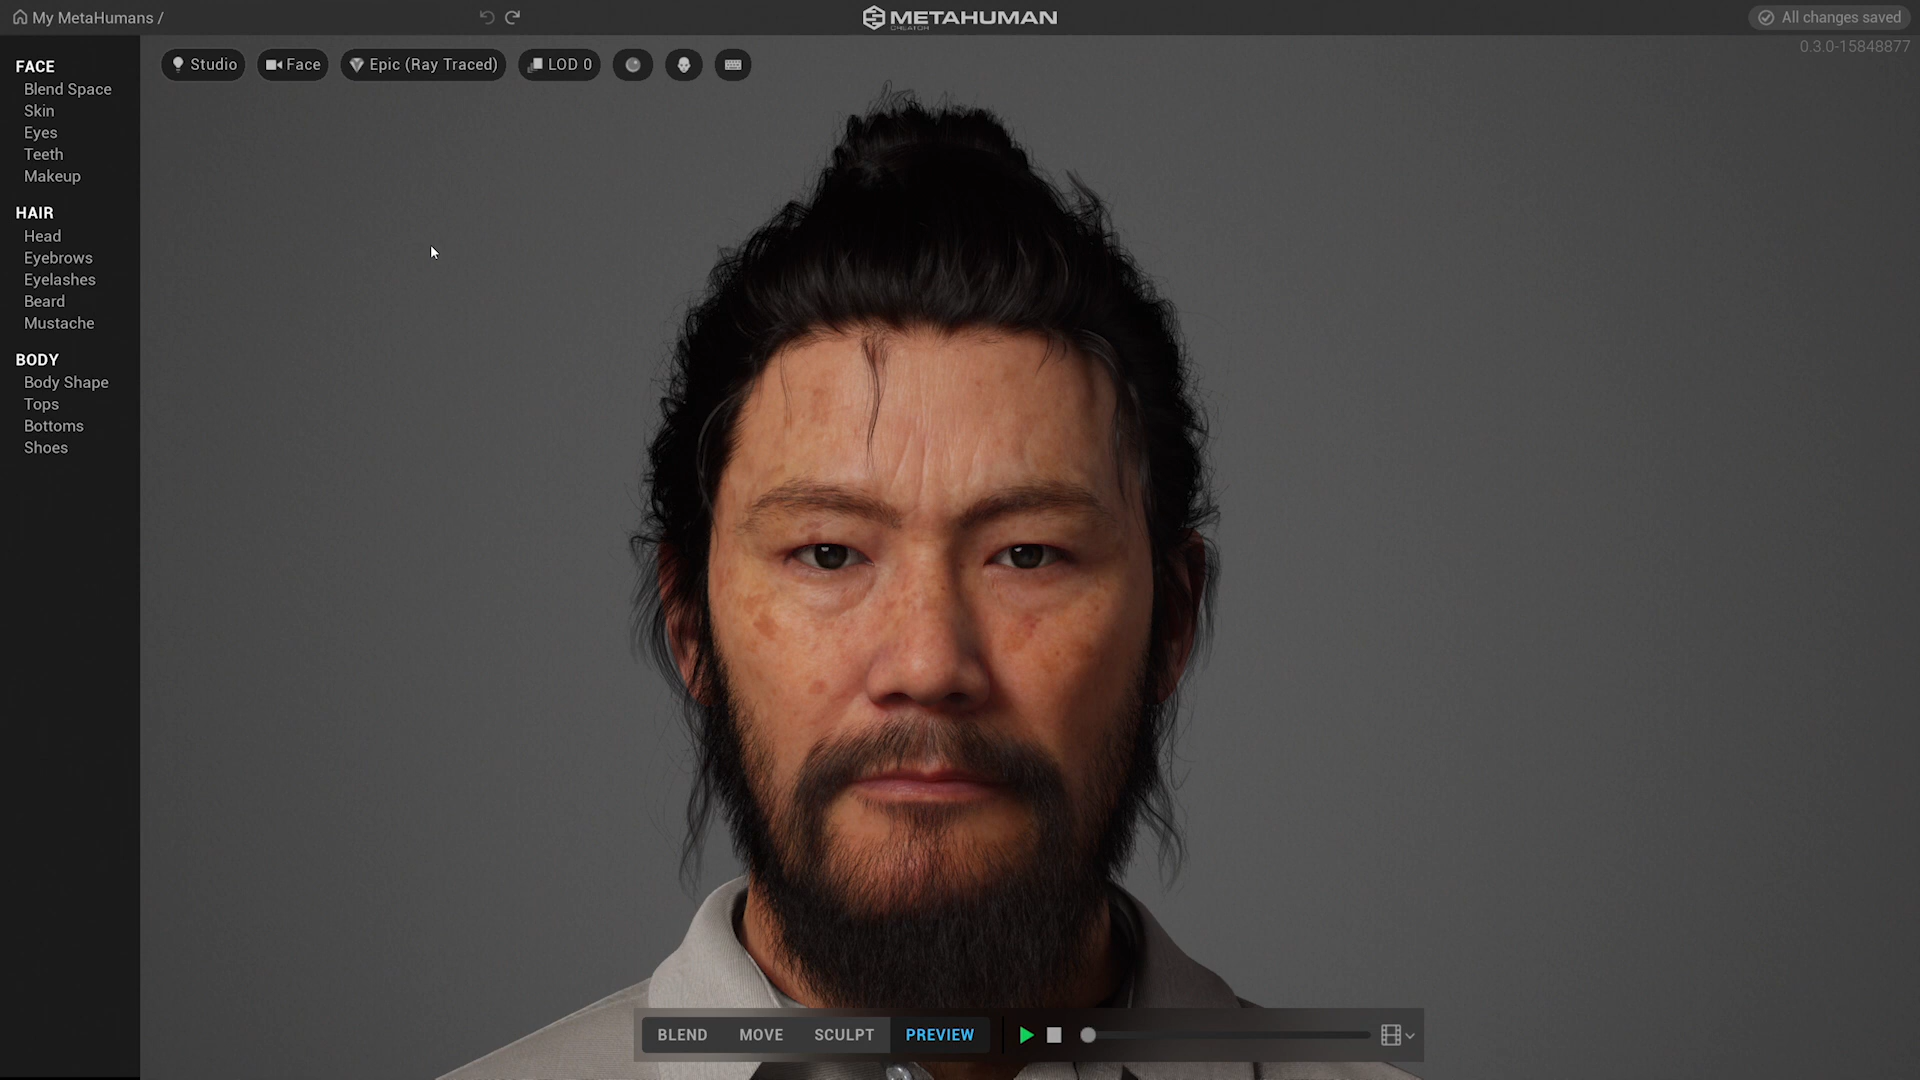 My MetaHumans /
METAHUMAN
CREATOR
All changes saved
0.3.0-15848877
Studio
Face
Epic (Ray Traced)
LOD 0
FACE
Blend Space
Skin
Eyes
Teeth
Makeup
HAIR
Head
Eyebrows
Eyelashes
Beard
Mustache
BODY
Body Shape
Tops
Bottoms
Shoes
BLEND MOVE SCULPT PREVIEW